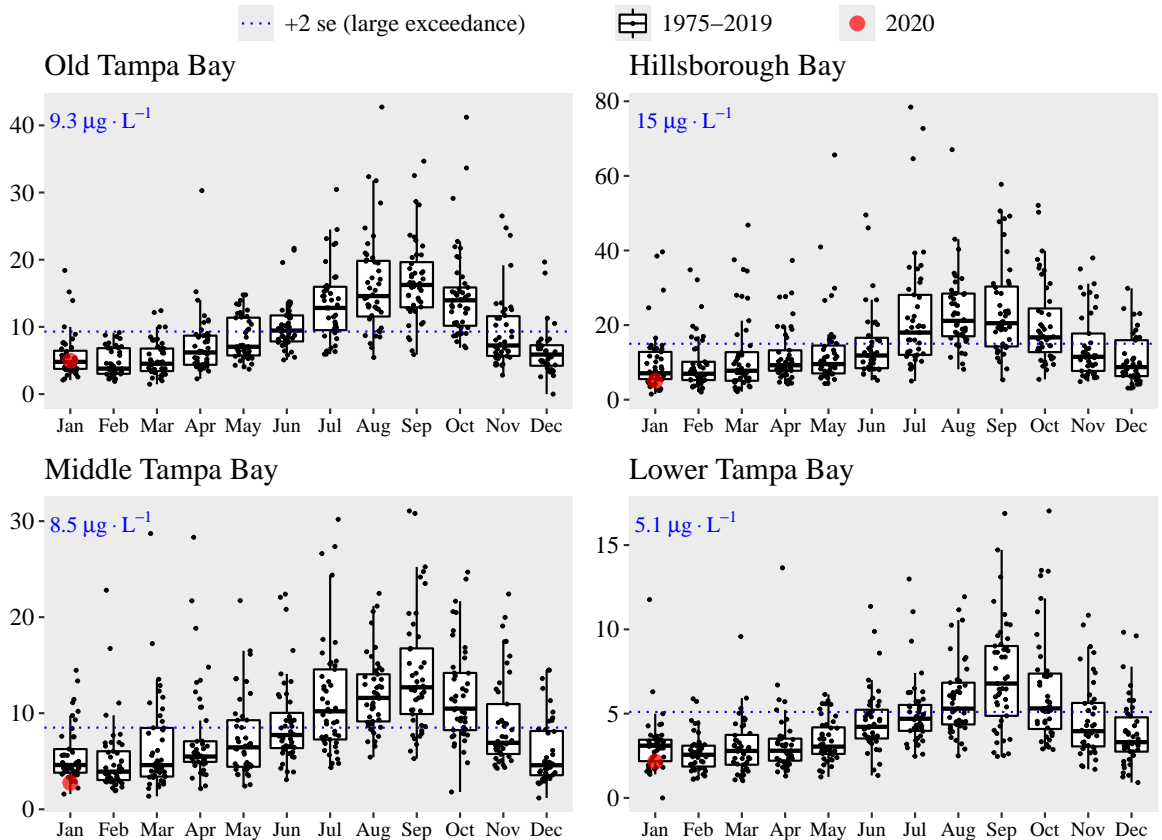 +2 se (large exceedance) 1975–2019 2020
Old Tampa Bay
9.3 μg · L⁻¹
40
30
20
10
0
Jan Feb Mar Apr May Jun Jul Aug Sep Oct Nov Dec
Hillsborough Bay
15 μg · L⁻¹
80
60
40
20
0
Jan Feb Mar Apr May Jun Jul Aug Sep Oct Nov Dec
Middle Tampa Bay
8.5 μg · L⁻¹
30
20
10
0
Jan Feb Mar Apr May Jun Jul Aug Sep Oct Nov Dec
Lower Tampa Bay
5.1 μg · L⁻¹
15
10
5
0
Jan Feb Mar Apr May Jun Jul Aug Sep Oct Nov Dec